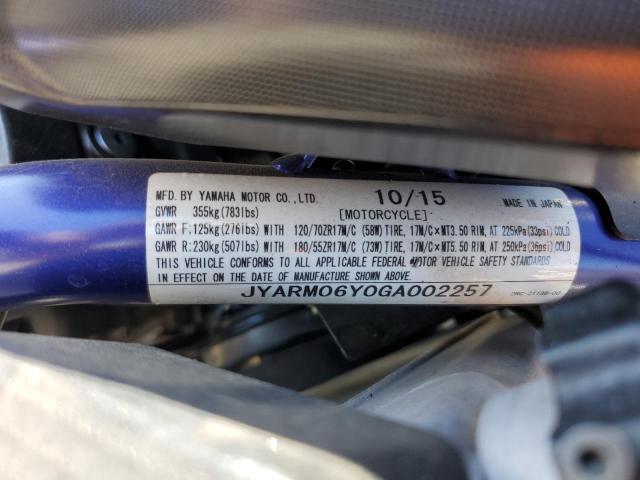 MFD. BY YAMAHA MOTOR CO.,LTD. 10/15 MADE IN JAPAN
GVWR 355kg(783lbs) [MOTORCYCLE]
GAWR F:125kg(276lbs)WITH 120/70ZR17M/C (58W)TIRE, 17M/C×MT3.50 RIM, AT 225kPa(33psi)COLD
GAWR R:230kg(507lbs)WITH 180/55ZR17M/C (73W)TIRE, 17M/C×MT5.50 RIM, AT 250kPa(36psi)COLD
THIS VEHICLE CONFORMS TO ALL APPLICABLE FEDERAL MOTOR VEHICLE SAFETY STANDARDS
IN EFFECT ON THE DATE OF MANUFACTURE SHOWN ABOVE.
JYARM06Y0GA002257